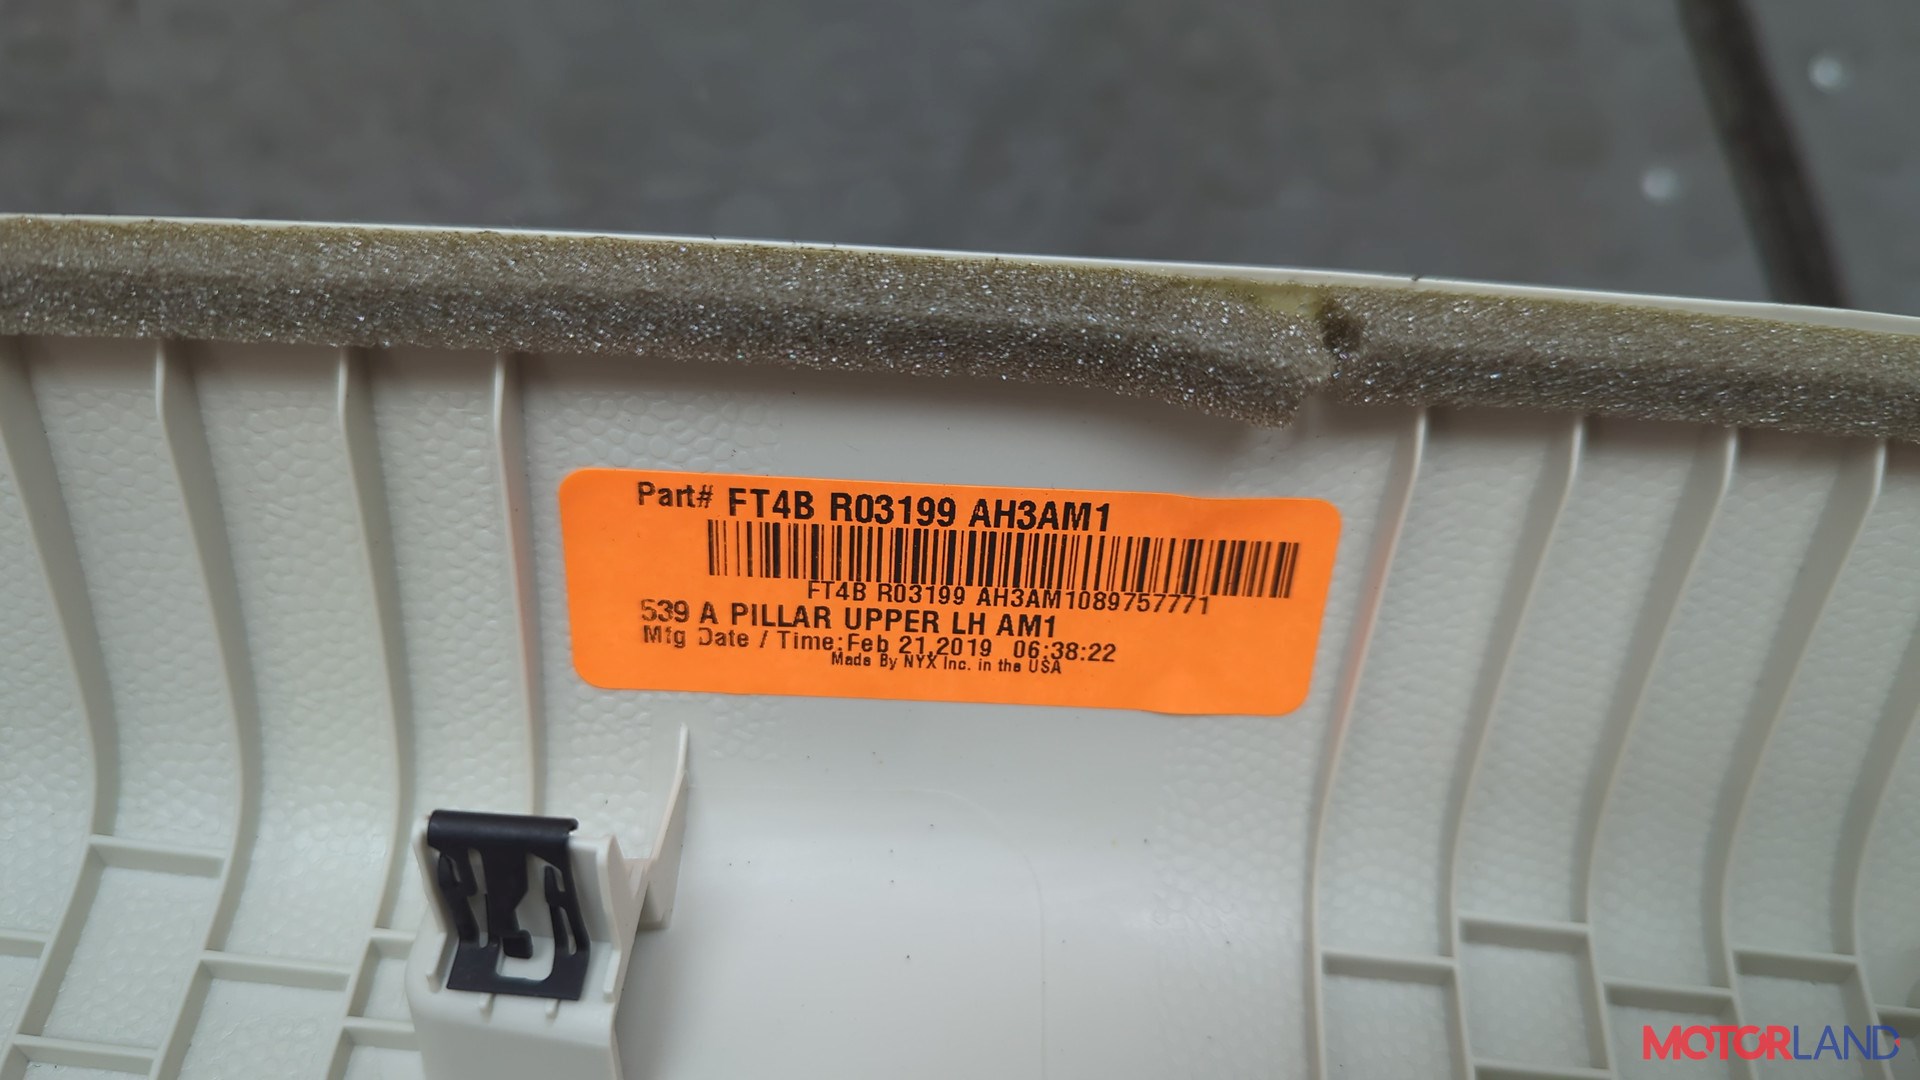 Part# FT4B R03199 AH3AM1
FT4B R03199 AH3AM1089757771
539 A PILLAR UPPER LH AM1
Mfg Date / Time:Feb 21,2019 06:38:22
Made By NYX Inc. in the USA
MOTORLAND